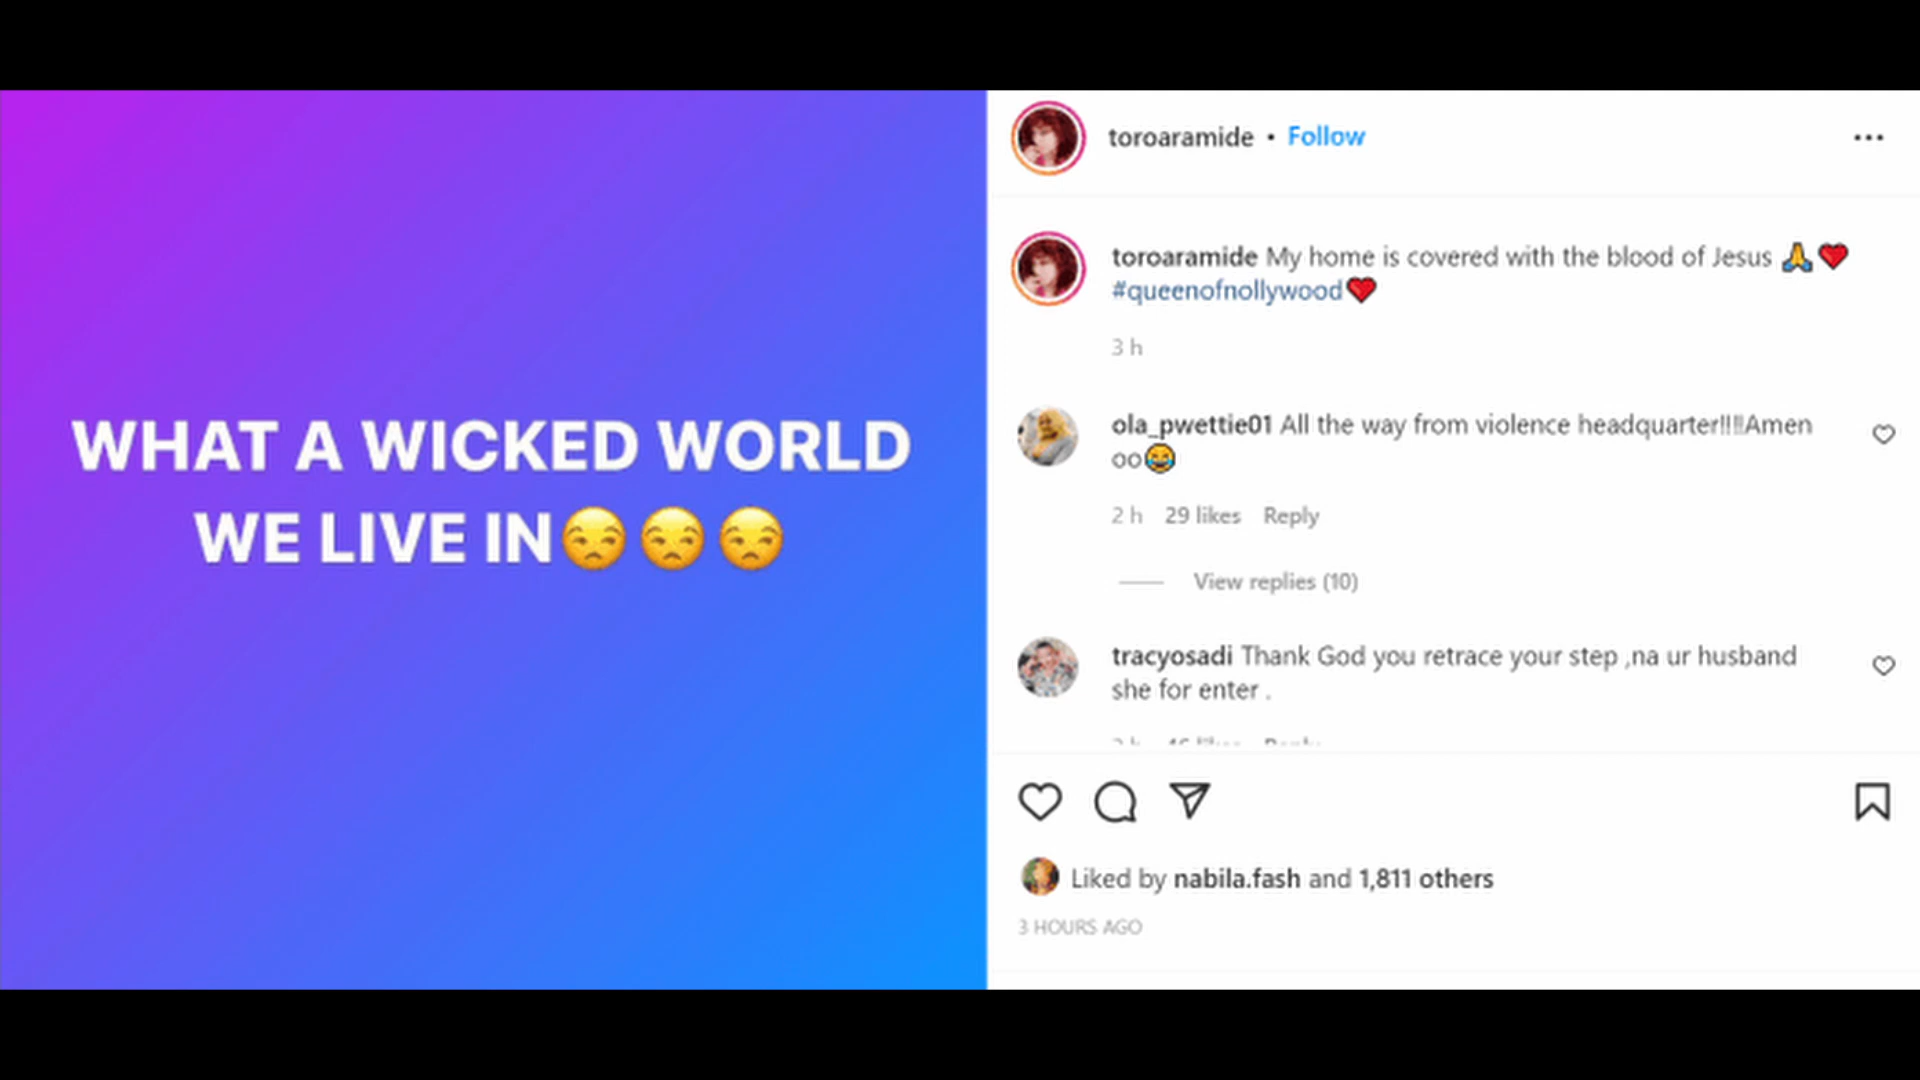 WHAT A WICKED WORLD
WE LIVE IN😒😒😒
toroaramide • Follow
toroaramide My home is covered with the blood of Jesus 🙏❤️
#queenofnollywood❤️
3 h
ola_pwettie01 All the way from violence headquarter!!!!Amen
oo😂
2 h 29 likes Reply
View replies (10)
tracyosadi Thank God you retrace your step ,na ur husband
she for enter .
Liked by nabila.fash and 1,811 others
3 HOURS AGO